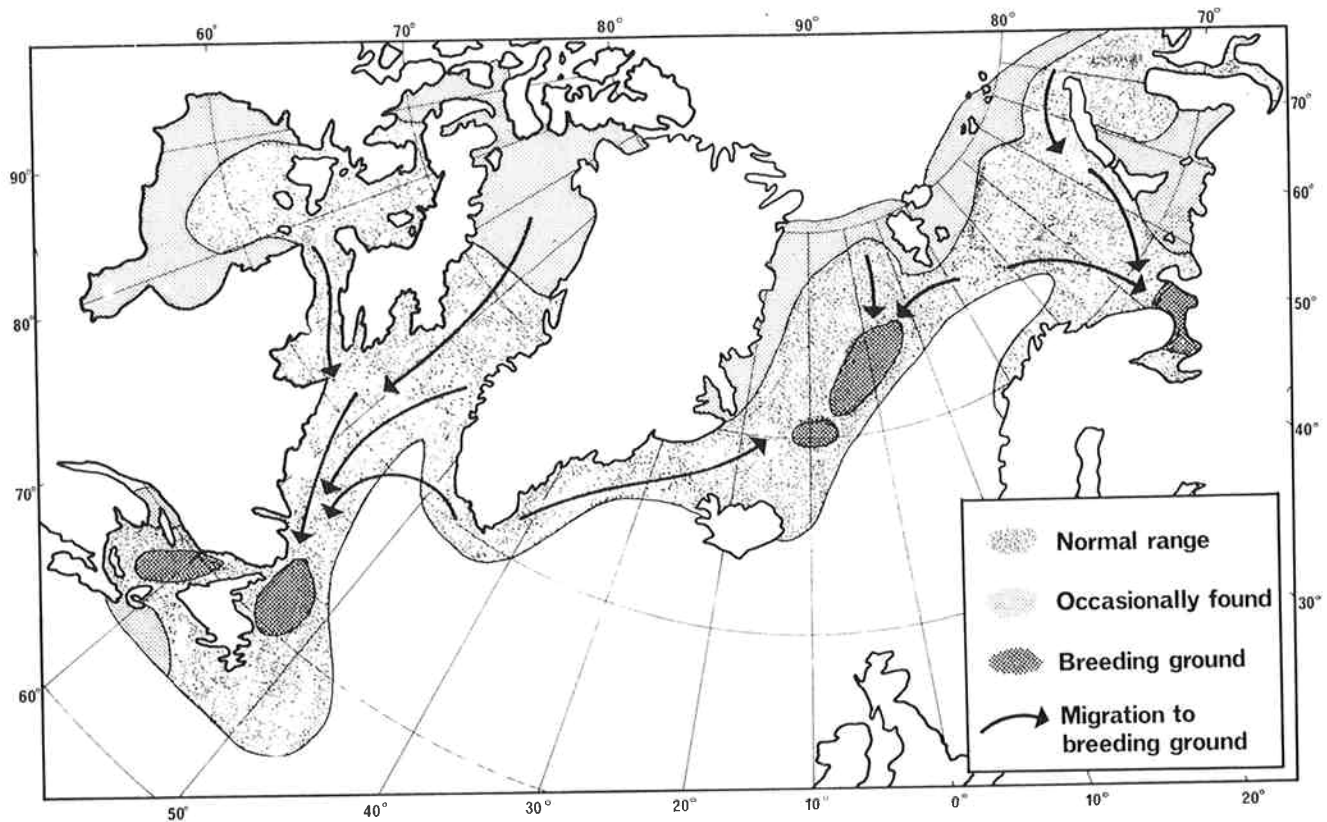 60° 70° 80° 90° 80° 70°
90°
80°
70°
60°
70°
60°
50°
40°
30°
Normal range
Occasionally found
Breeding ground
Migration to
breeding ground
50° 40° 30° 20° 10° 0° 10° 20°